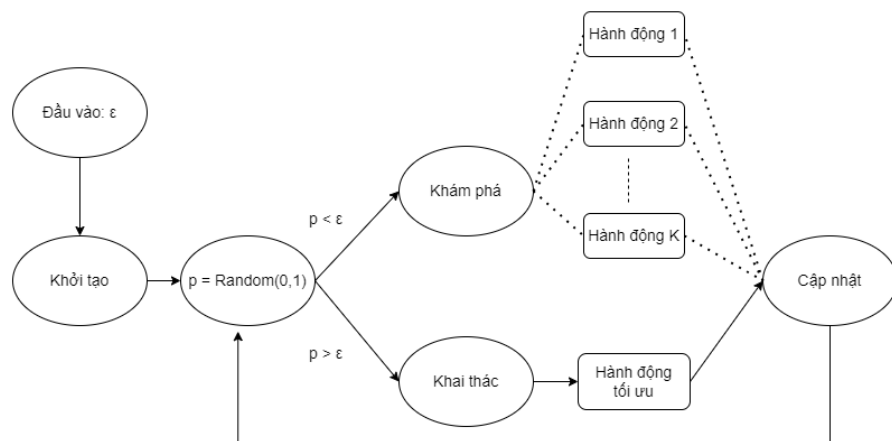 Đầu vào: ε
Khởi tạo
p = Random(0,1)
p < ε
p > ε
Khám phá
Khai thác
Hành động 1
Hành động 2
Hành động K
Hành động
tối ưu
Cập nhật